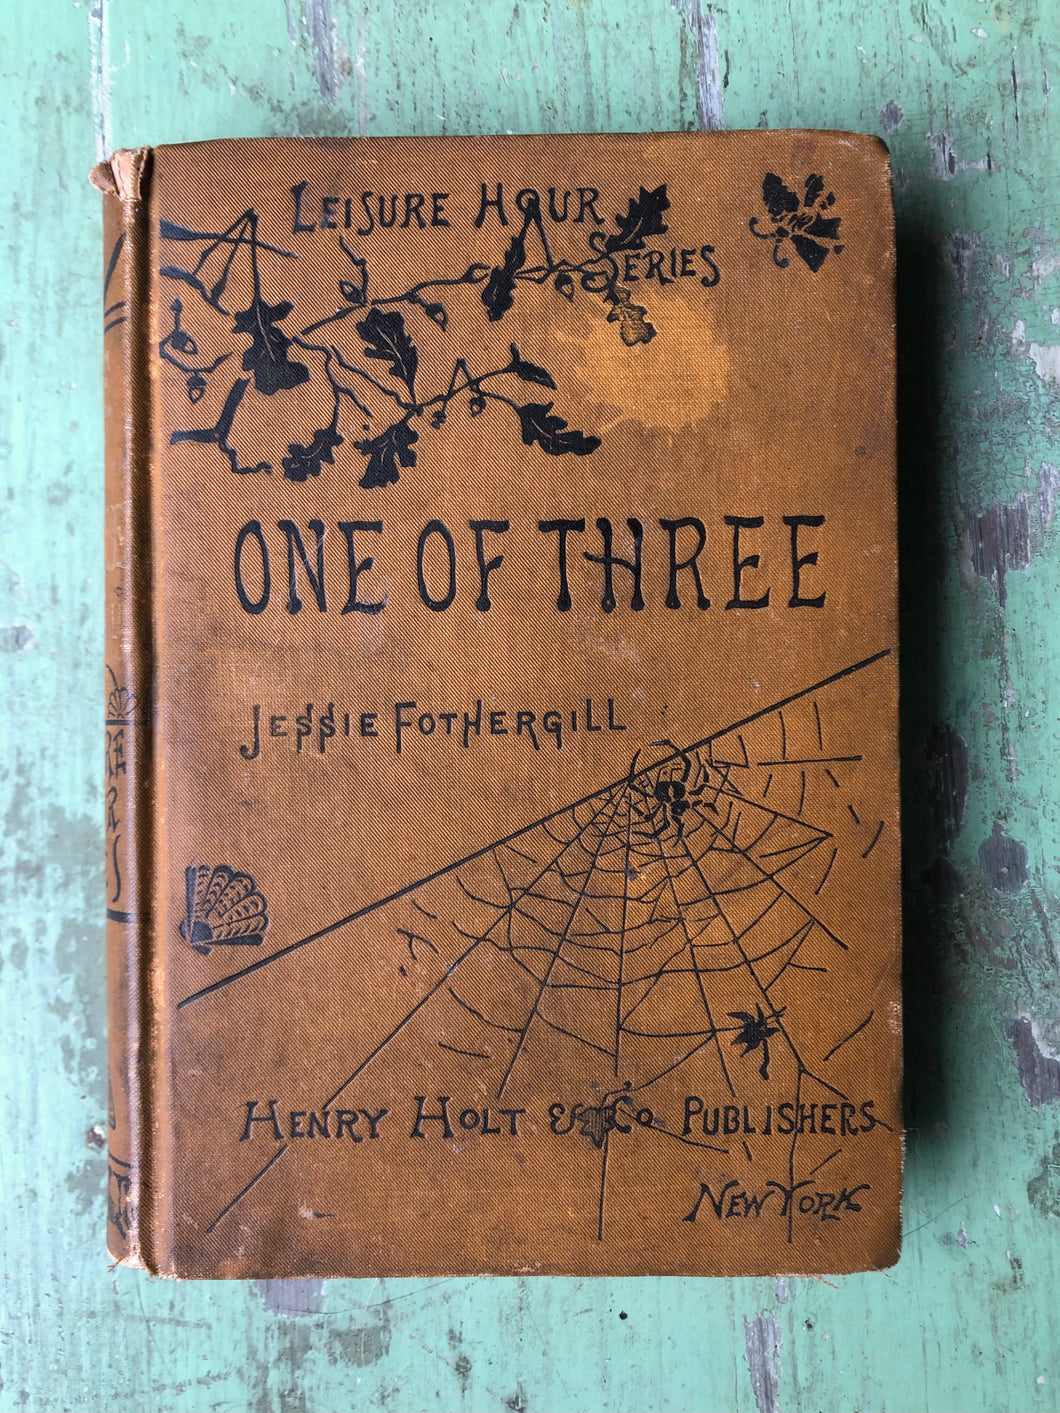 LEISURE HOUR
SERIES
ONE OF THREE
JESSIE FOTHERGILL
HENRY HOLT & CO PUBLISHERS
NEW YORK